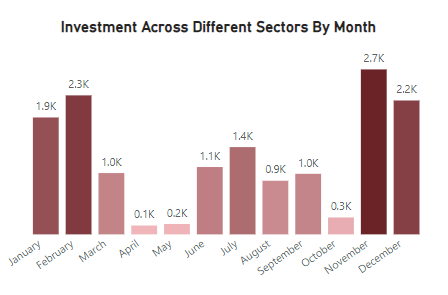 Investment Across Different Sectors By Month
1.9K
2.3K
1.0K
0.1K
0.2K
1.1K
1.4K
0.9K
1.0K
0.3K
2.7K
2.2K
January
February
March
April
May
June
July
August
September
October
November
December